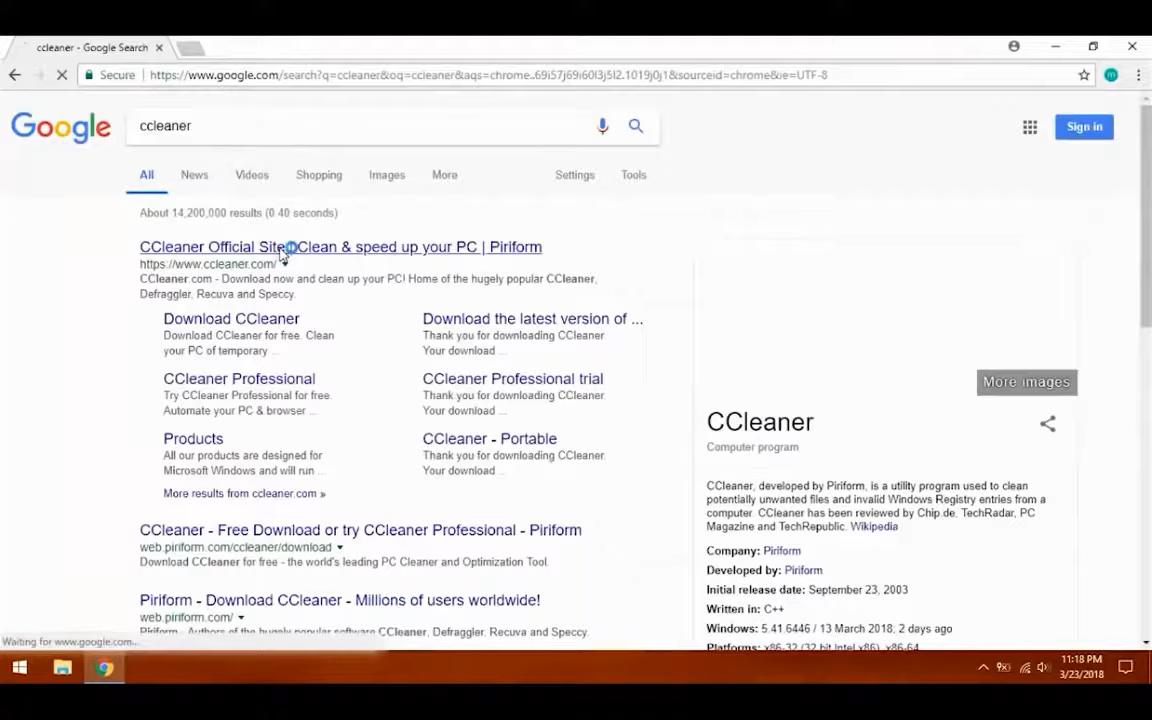 ccleaner - Google Search
Secure
https://www.google.com/search?q=ccleaner&oq=ccleaner&aqs=chrome..69i57j69i60l3j5l2.1019j0j1&sourceid=chrome&ie=UTF-8
Google
ccleaner
Sign in
All News Videos Shopping Images More Settings Tools
About 14,200,000 results (0.40 seconds)
CCleaner Official Site Clean & speed up your PC | Piriform
https://www.ccleaner.com/
CCleaner.com - Download now and clean up your PC! Home of the hugely popular CCleaner,
Defraggler, Recuva and Speccy.
Download CCleaner
Download CCleaner for free. Clean
your PC of temporary ...
Download the latest version of ...
Thank you for downloading CCleaner
Your download ...
CCleaner Professional
Try CCleaner Professional for free.
Automate your PC & browser ...
CCleaner Professional trial
Thank you for downloading CCleaner.
Your download ...
Products
All our products are designed for
Microsoft Windows and will run ...
CCleaner - Portable
Thank you for downloading CCleaner.
Your download ...
More results from ccleaner.com »
CCleaner - Free Download or try CCleaner Professional - Piriform
web.piriform.com/ccleaner/download
Download CCleaner for free - the world's leading PC Cleaner and Optimization Tool.
Piriform - Download CCleaner - Millions of users worldwide!
web.piriform.com/
Piriform - Authors of the hugely popular software CCleaner, Defraggler, Recuva and Speccy.
More images
CCleaner
Computer program
CCleaner, developed by Piriform, is a utility program used to clean
potentially unwanted files and invalid Windows Registry entries from a
computer. CCleaner has been reviewed by Chip.de, TechRadar, PC
Magazine and TechRepublic. Wikipedia
Company: Piriform
Developed by: Piriform
Initial release date: September 23, 2003
Written in: C++
Windows: 5.41.6446 / 13 March 2018; 2 days ago
Platforms: x86-32 (32 bit Intel x86), x86-64
Waiting for www.google.com...
11:18 PM
3/23/2018